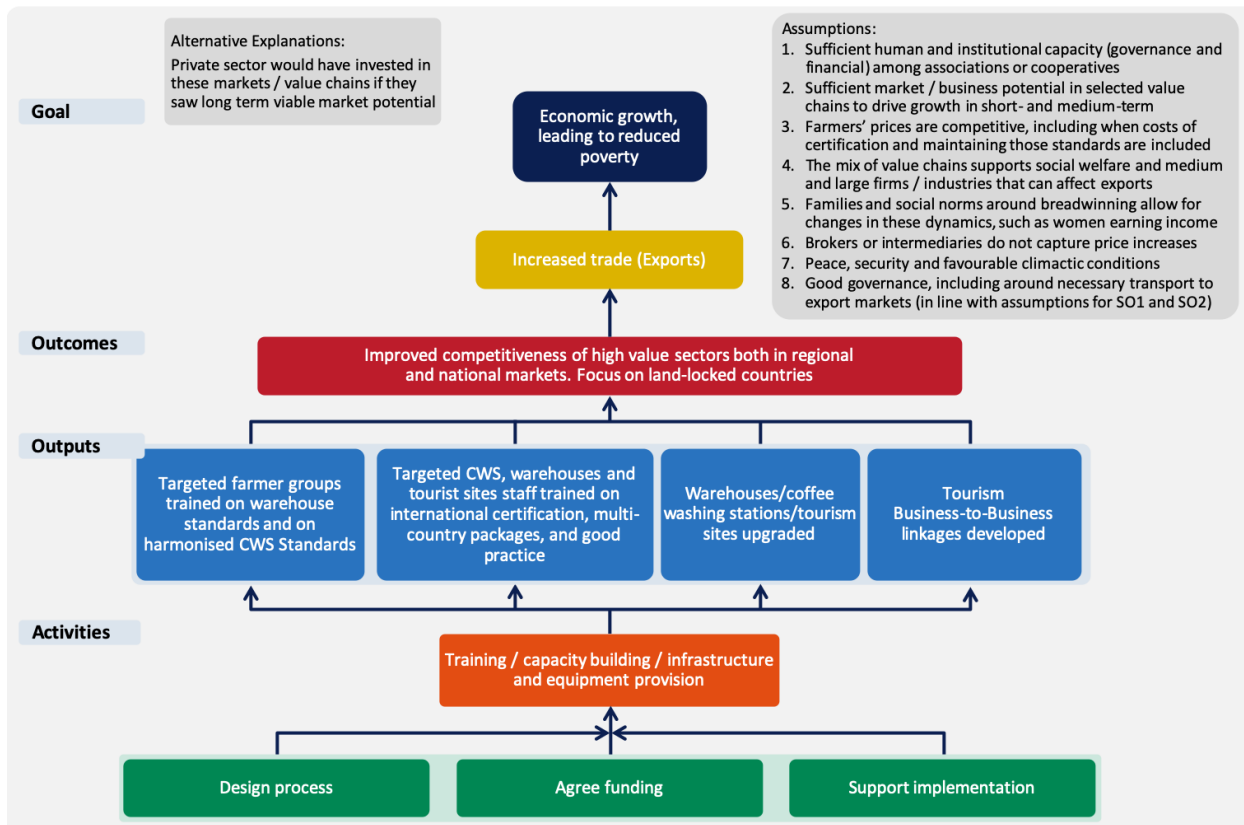 Alternative Explanations:
Private sector would have invested in
these markets / value chains if they
saw long term viable market potential
Assumptions:
1. Sufficient human and institutional capacity (governance and
financial) among associations or cooperatives
2. Sufficient market / business potential in selected value
chains to drive growth in short- and medium-term
3. Farmers’ prices are competitive, including when costs of
certification and maintaining those standards are included
4. The mix of value chains supports social welfare and medium
and large firms / industries that can affect exports
5. Families and social norms around breadwinning allow for
changes in these dynamics, such as women earning income
6. Brokers or intermediaries do not capture price increases
7. Peace, security and favourable climactic conditions
8. Good governance, including around necessary transport to
export markets (in line with assumptions for SO1 and SO2)
Goal
Economic growth,
leading to reduced
poverty
Increased trade (Exports)
Outcomes
Improved competitiveness of high value sectors both in regional
and national markets. Focus on land-locked countries
Outputs
Targeted farmer groups
trained on warehouse
standards and on
harmonised CWS Standards
Targeted CWS, warehouses and
tourist sites staff trained on
international certification, multi-
country packages, and good
practice
Warehouses/coffee
washing stations/tourism
sites upgraded
Tourism
Business-to-Business
linkages developed
Activities
Training / capacity building / infrastructure
and equipment provision
Design process
Agree funding
Support implementation